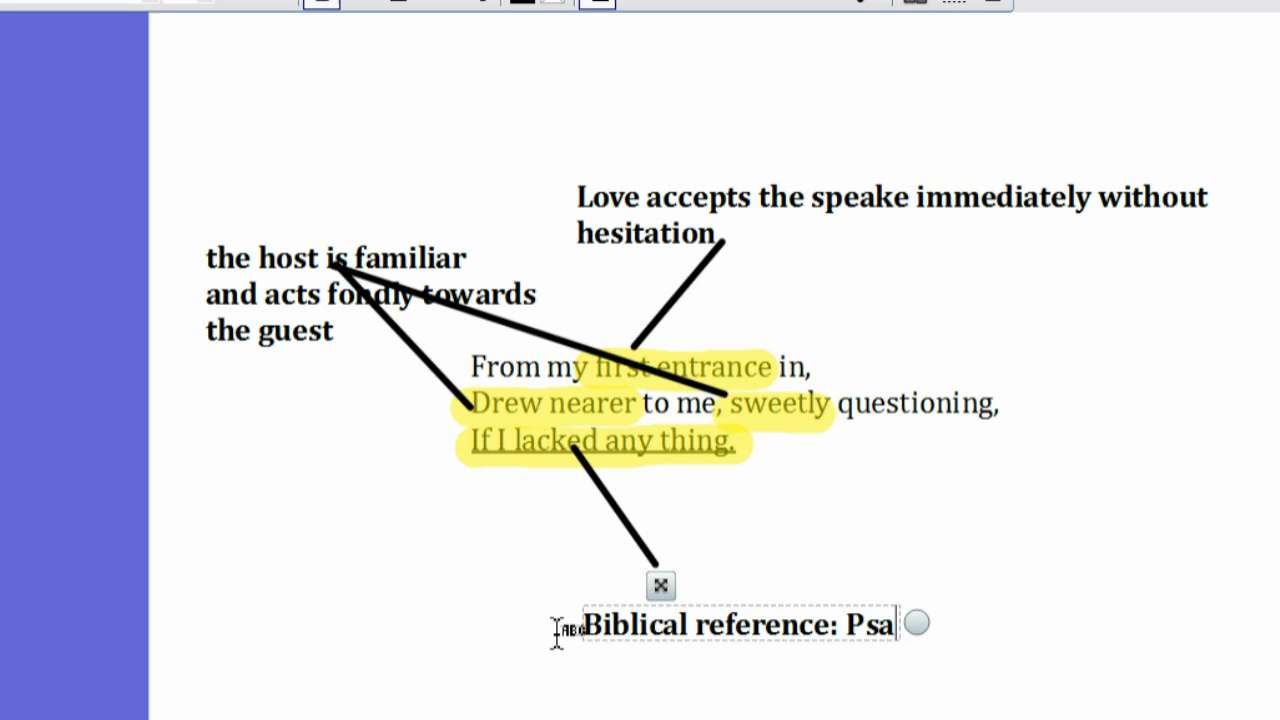 Love accepts the speake immediately without
hesitation
the host is familiar
and acts fondly towards
the guest
From my first entrance in,
Drew nearer to me, sweetly questioning,
If I lacked any thing.
ABC
Biblical reference: Psa